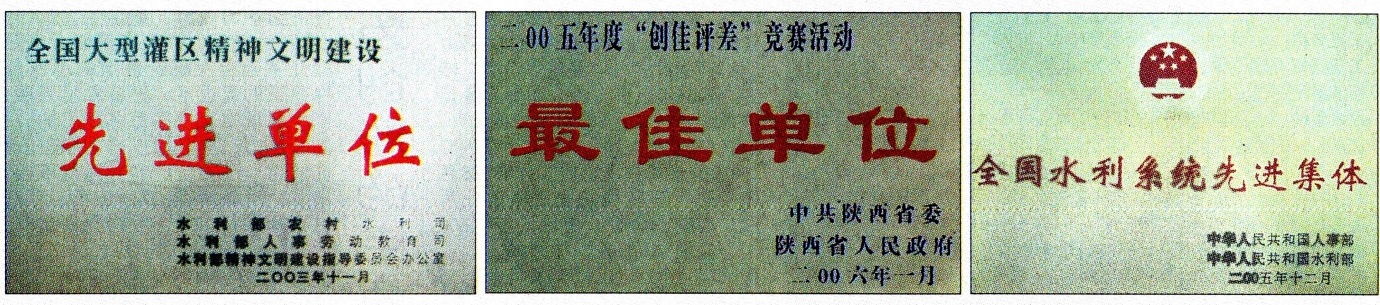 全国大型灌区精神文明建设
先进单位
水利部农村水利司
水利部人事劳动教育司
水利部精神文明建设指导委员会办公室
二〇〇三年十一月
二00五年度“创佳评差”竞赛活动
最佳单位
中共陕西省委
陕西省人民政府
二00六年一月
全国水利系统先进集体
中华人民共和国人事部
中华人民共和国水利部
二00五年十二月